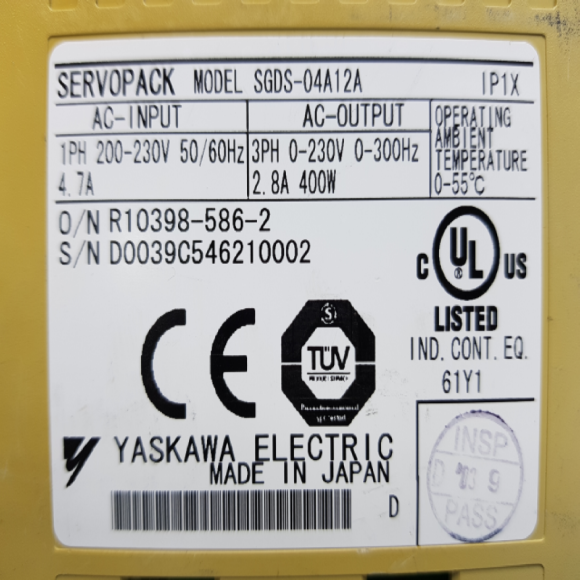 SERVOPACK MODEL SGDS-04A12A IP1X
AC-INPUT
1PH 200-230V 50/60Hz
4.7A
AC-OUTPUT
3PH 0-230V 0-300Hz
2.8A 400W
OPERATING
AMBIENT
TEMPERATURE
0-55℃
O/N R10398-586-2
S/N D0039C546210002
C UL US
®
LISTED
IND. CONT. EQ.
61Y1
CE
S
TÜV
YASKAWA ELECTRIC
MADE IN JAPAN
D
INSP
D 9
PASS